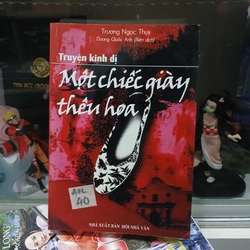 Trương Ngọc Thụy
Dương Quốc Anh (Biên dịch)
Truyện kinh dị
Một chiếc giày
thêu hoa
AU
40
NHÀ XUẤT BẢN HỘI NHÀ VĂN